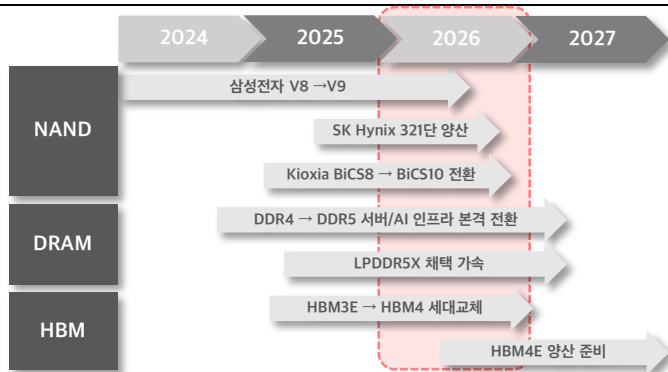 2024 2025 2026 2027
NAND
삼성전자 V8 →V9
SK Hynix 321단 양산
Kioxia BiCS8 → BiCS10 전환
DRAM
DDR4 → DDR5 서버/AI 인프라 본격 전환
LPDDR5X 채택 가속
HBM
HBM3E → HBM4 세대교체
HBM4E 양산 준비